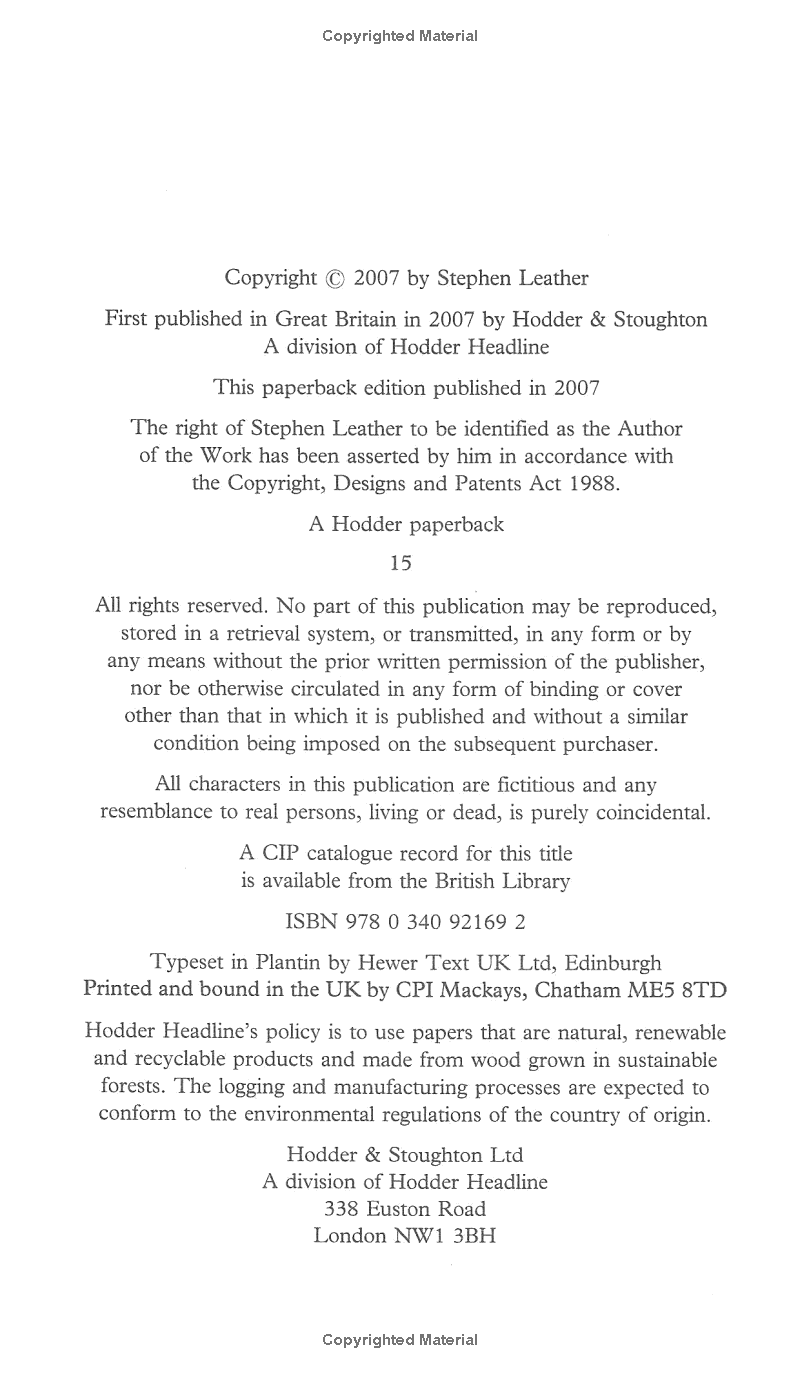 Copyrighted Material
Copyright © 2007 by Stephen Leather
First published in Great Britain in 2007 by Hodder & Stoughton
A division of Hodder Headline
This paperback edition published in 2007
The right of Stephen Leather to be identified as the Author
of the Work has been asserted by him in accordance with
the Copyright, Designs and Patents Act 1988.
A Hodder paperback
15
All rights reserved. No part of this publication may be reproduced,
stored in a retrieval system, or transmitted, in any form or by
any means without the prior written permission of the publisher,
nor be otherwise circulated in any form of binding or cover
other than that in which it is published and without a similar
condition being imposed on the subsequent purchaser.
All characters in this publication are fictitious and any
resemblance to real persons, living or dead, is purely coincidental.
A CIP catalogue record for this title
is available from the British Library
ISBN 978 0 340 92169 2
Typeset in Plantin by Hewer Text UK Ltd, Edinburgh
Printed and bound in the UK by CPI Mackays, Chatham ME5 8TD
Hodder Headline's policy is to use papers that are natural, renewable
and recyclable products and made from wood grown in sustainable
forests. The logging and manufacturing processes are expected to
conform to the environmental regulations of the country of origin.
Hodder & Stoughton Ltd
A division of Hodder Headline
338 Euston Road
London NW1 3BH
Copyrighted Material